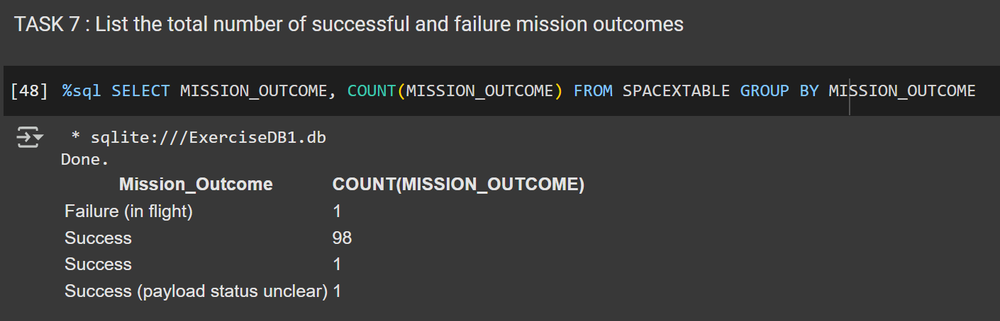 TASK 7 : List the total number of successful and failure mission outcomes
[48] %sql SELECT MISSION_OUTCOME, COUNT(MISSION_OUTCOME) FROM SPACEXTABLE GROUP BY MISSION_OUTCOME
* sqlite:///ExerciseDB1.db
Done.
Mission_Outcome COUNT(MISSION_OUTCOME)
Failure (in flight) 1
Success 98
Success 1
Success (payload status unclear) 1